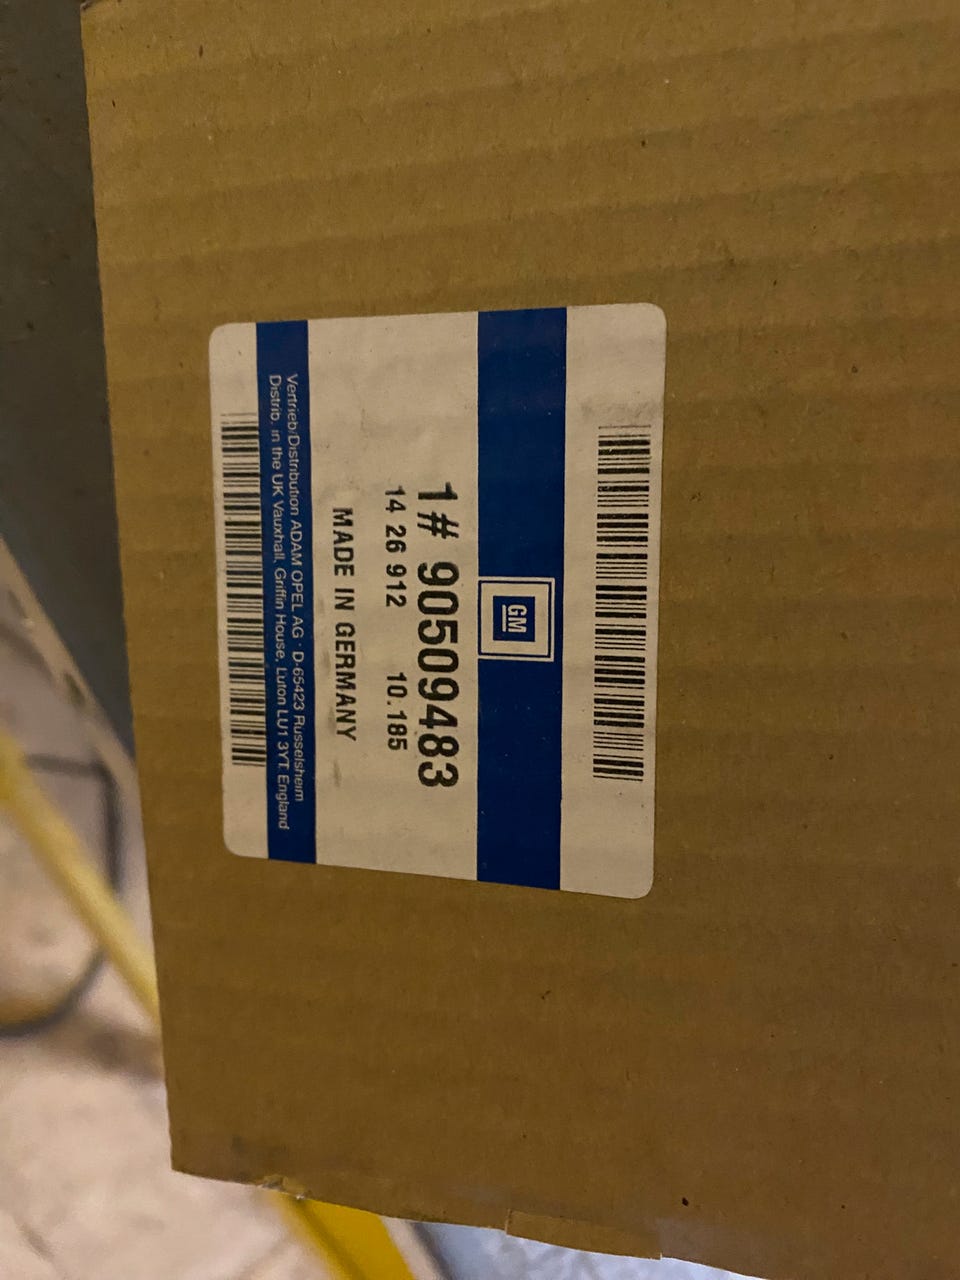 GM
1# 90509483
14 26 912 10.185
MADE IN GERMANY
Vertrieb/Distribution ADAM OPEL AG · D-65423 Rüsselsheim
Distrib. in the UK Vauxhall, Griffin House, Luton LU1 3YT, England